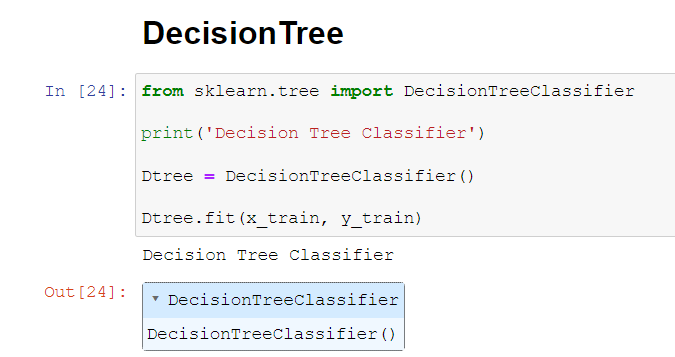 DecisionTree
In [24]: from sklearn.tree import DecisionTreeClassifier
print('Decision Tree Classifier')
Dtree = DecisionTreeClassifier()
Dtree.fit(x_train, y_train)
Decision Tree Classifier
Out[24]: ▾ DecisionTreeClassifier
DecisionTreeClassifier()